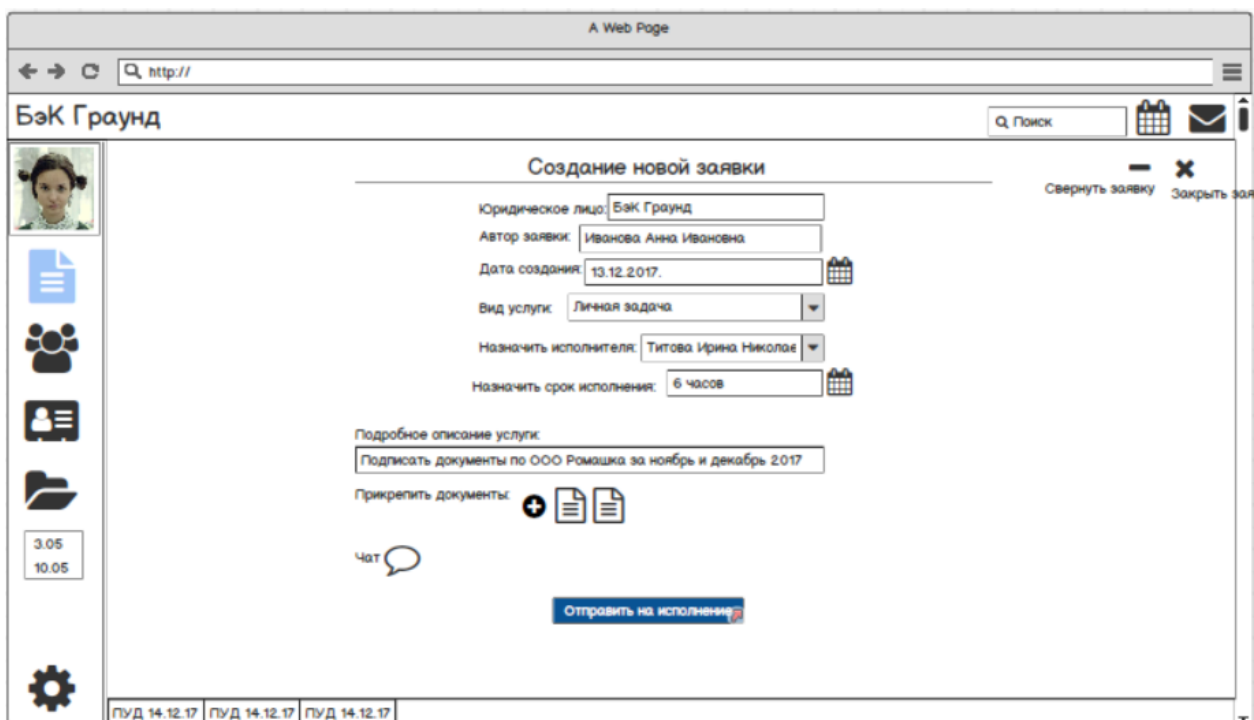 A Web Page
http://
БэК Граунд
Поиск
Создание новой заявки
Свернуть заявку
Закрыть зая
Юридическое лицо: БэК Граунд
Автор заявки: Иванова Анна Ивановна
Дата создания: 13.12.2017.
Вид услуги: Личная задача
Назначить исполнителя: Титова Ирина Николае
Назначить срок исполнения: 6 часов
Подробное описание услуги:
Подписать документы по ООО Ромашка за ноябрь и декабрь 2017
Прикрепить документы:
3.05
10.05
Чат
Отправить на исполнение
ПУД 14.12.17 ПУД 14.12.17 ПУД 14.12.17